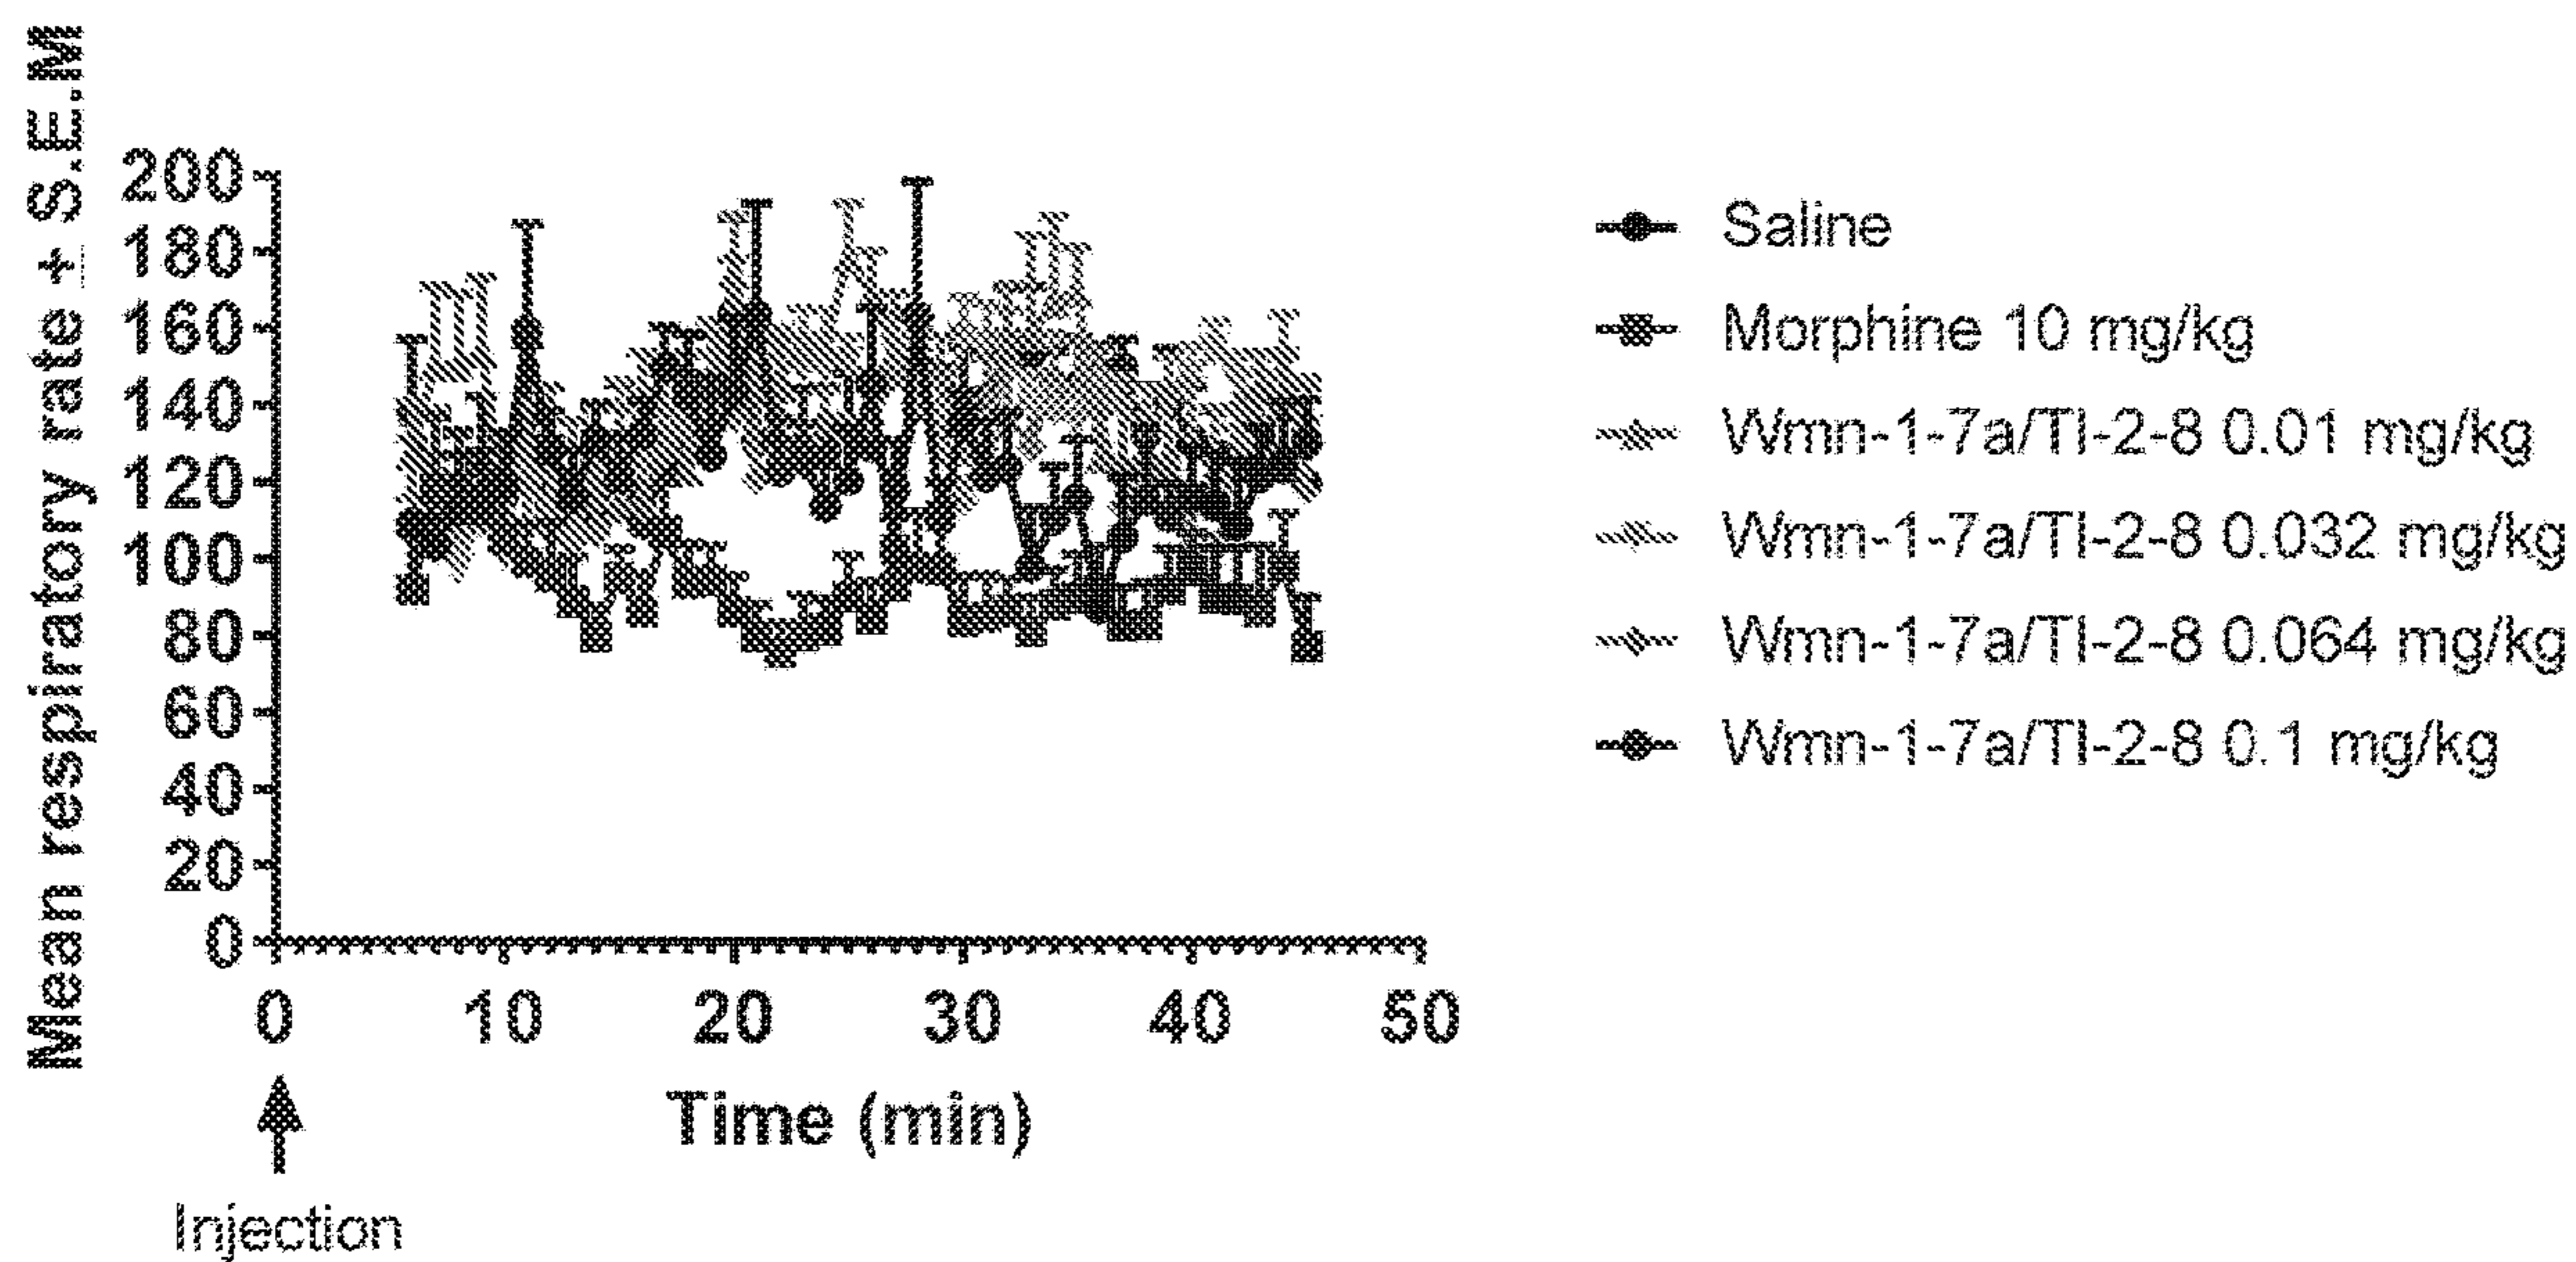 Mean respiratory rate ± S.E.M
200
180
160
140
120
100
80
60
40
20
0
0 10 20 30 40 50
Time (min)
Injection
Saline
Morphine 10 mg/kg
Wmn-1-7a/TI-2-8 0.01 mg/kg
Wmn-1-7a/TI-2-8 0.032 mg/kg
Wmn-1-7a/TI-2-8 0.064 mg/kg
Wmn-1-7a/TI-2-8 0.1 mg/kg